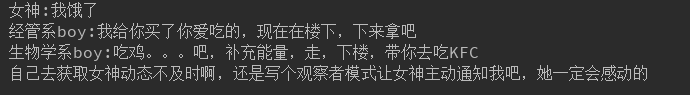 女神:我饿了
经管系boy:我给你买了你爱吃的，现在在楼下，下来拿吧
生物学系boy:吃鸡。。。吧，补充能量，走，下楼，带你去吃KFC
自己去获取女神动态不及时啊，还是写个观察者模式让女神主动通知我吧，她一定会感动的